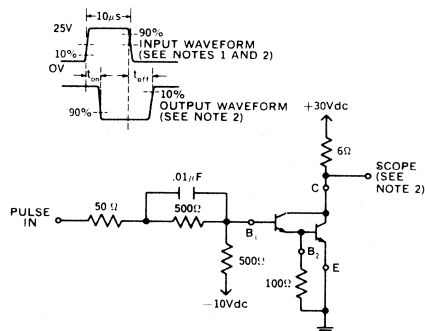 10μs
25V
90%
INPUT WAVEFORM
(SEE NOTES 1 AND 2)
10%
OV
ton
toff
10%
OUTPUT WAVEFORM
(SEE NOTE 2)
90%
+30Vdc
6Ω
SCOPE
(SEE
NOTE 2)
C
.01μF
PULSE
IN
50 Ω
500Ω
B1
B2
E
500Ω
100Ω
-10Vdc